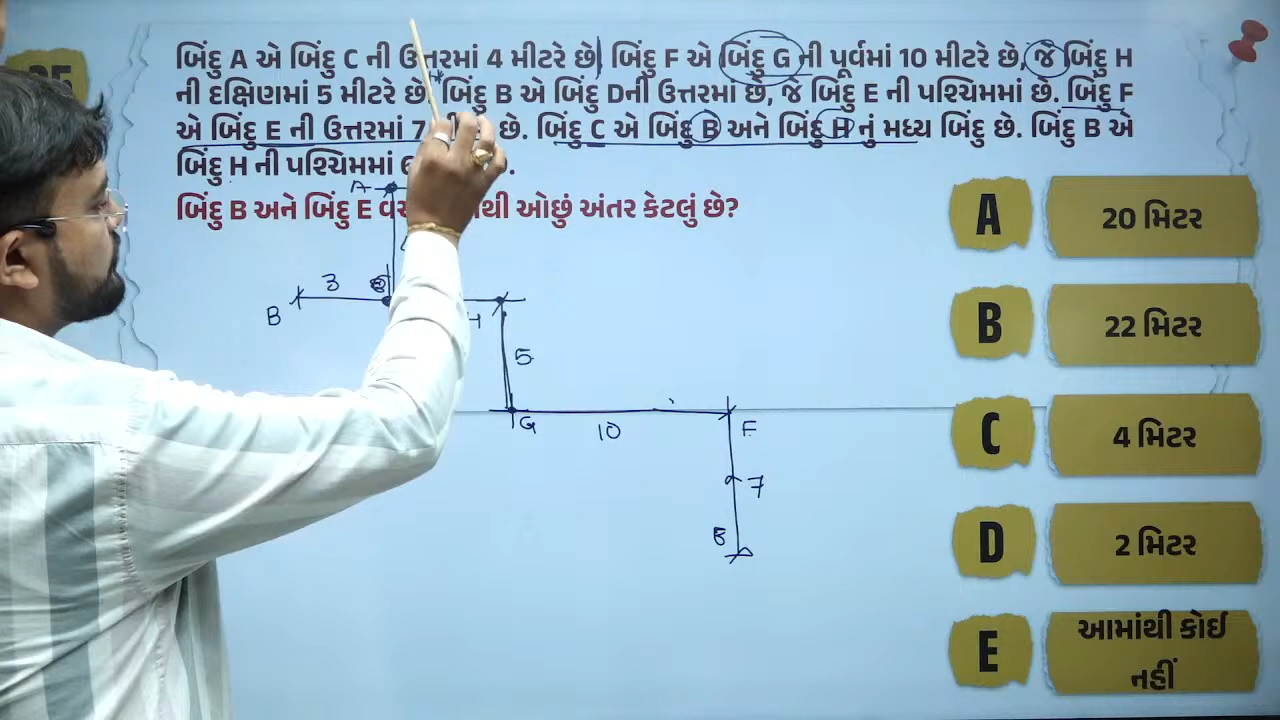 બિંદુ A એ બિંદુ C ની ઉત્તરમાં 4 મીટરે છે. બિંદુ F એ બિંદુ G ની પૂર્વમાં 10 મીટરે છે, જે બિંદુ H
ની દક્ષિણમાં 5 મીટરે છે. બિંદુ B એ બિંદુ Dની ઉત્તરમાં છે, જે બિંદુ E ની પશ્ચિમમાં છે. બિંદુ F
એ બિંદુ E ની ઉત્તરમાં 7 છે. બિંદુ C એ બિંદુ B અને બિંદુ H નું મધ્ય બિંદુ છે. બિંદુ B એ
બિંદુ H ની પશ્ચિમમાં
બિંદુ B અને બિંદુ E ઓછું અંતર કેટલું છે?
A 20 મિટર
B 22 મિટર
C 4 મિટર
D 2 મિટર
E આમાંથી કોઈ
નહીં
A
3
B
H
5
G
10
F
7
E